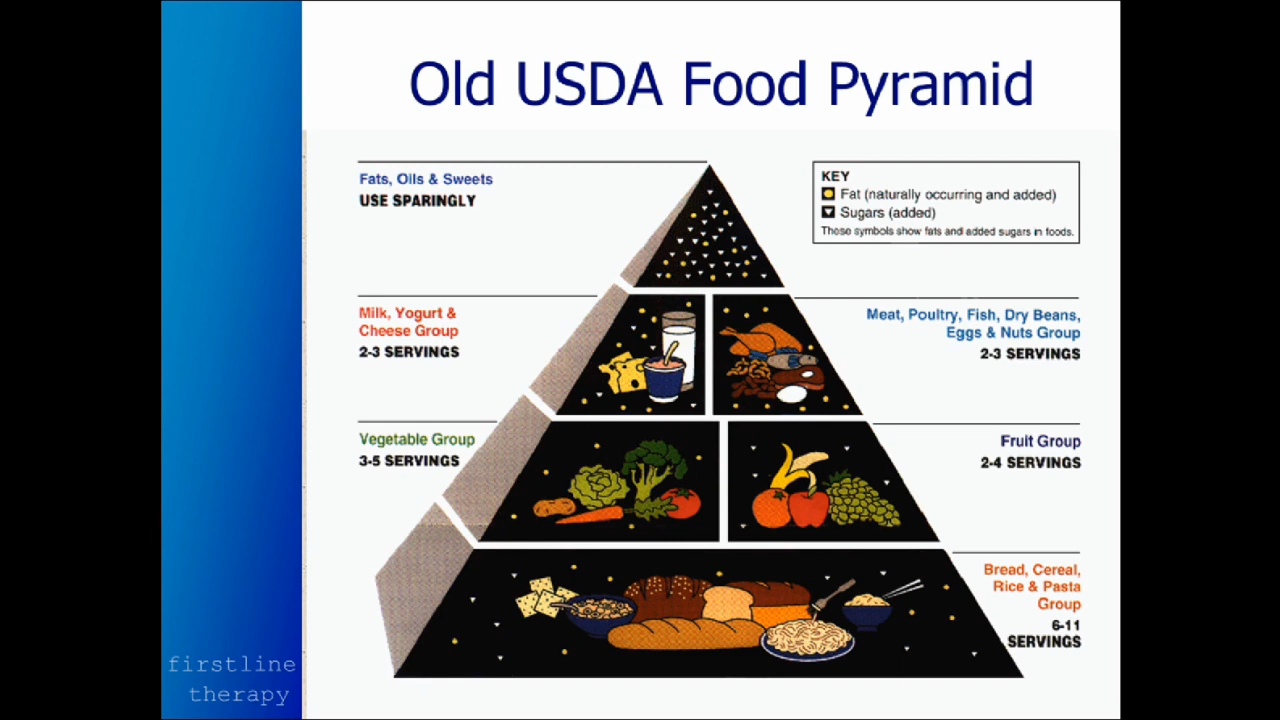 Old USDA Food Pyramid
Fats, Oils & Sweets
USE SPARINGLY
KEY
Fat (naturally occurring and added)
Sugars (added)
These symbols show fats and added sugars in foods.
Milk, Yogurt &
Cheese Group
2-3 SERVINGS
Meat, Poultry, Fish, Dry Beans,
Eggs & Nuts Group
2-3 SERVINGS
Vegetable Group
3-5 SERVINGS
Fruit Group
2-4 SERVINGS
Bread, Cereal,
Rice & Pasta
Group
6-11
SERVINGS
firstline
therapy